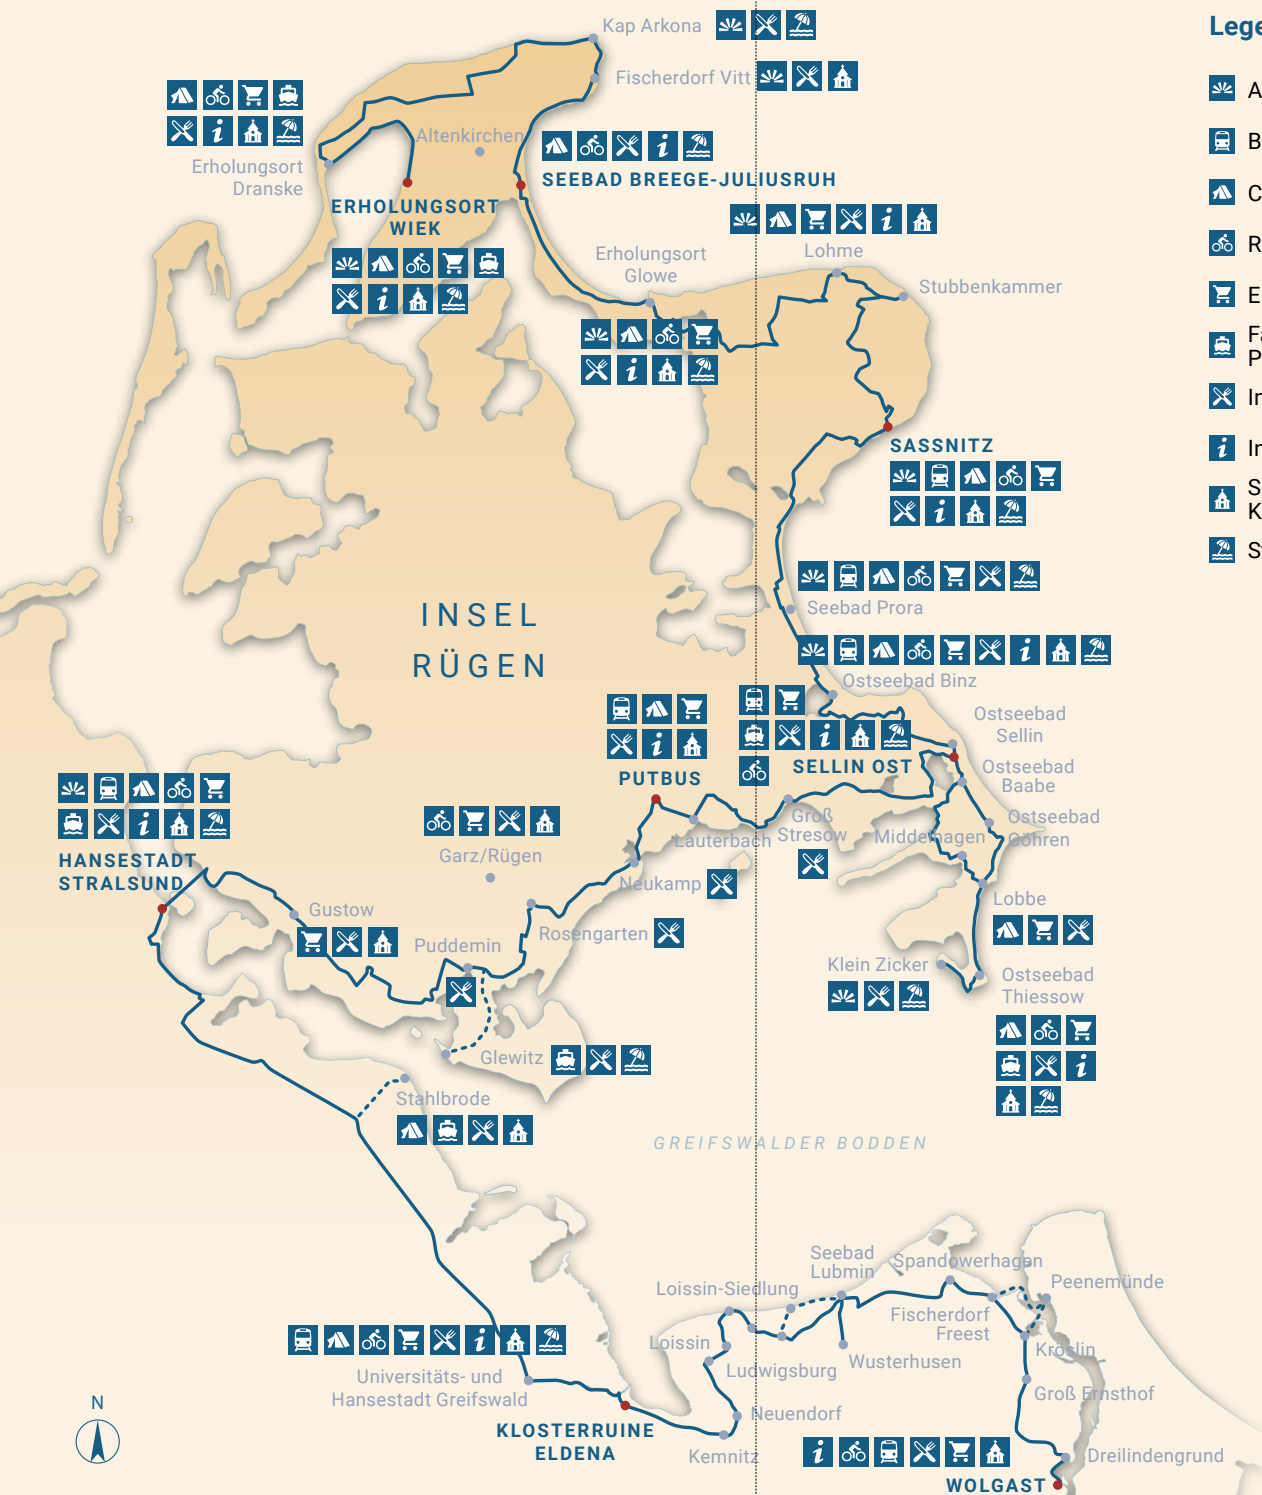 Kap Arkona
Fischerdorf Vitt
Altenkirchen
Erholungsort
Dranske
SEEBAD BREEGE-JULIUSRUH
ERHOLUNGSORT
WIEK
Erholungsort
Glowe
Lohme
Stubbenkammer
SASSNITZ
INSEL
RÜGEN
Seebad Prora
Ostseebad Binz
Ostseebad
Sellin
SELLIN OST
Ostseebad
Baabe
PUTBUS
Groß
Stresow
Ostseebad
Göhren
Middelhagen
Lauterbach
Garz/Rügen
HANSESTADT
STRALSUND
Neukamp
Lobbe
Gustow
Rosengarten
Puddemin
Klein Zicker
Ostseebad
Thiessow
Glewitz
Stahlbrode
GREIFSWALDER BODDEN
Seebad
Lubmin
Spandowerhagen
Peenemünde
Loissin-Siedlung
Fischerdorf
Freest
Loissin
Kröslin
Wusterhusen
Ludwigsburg
Universitäts- und
Hansestadt Greifswald
Groß Ernsthof
Neuendorf
KLOSTERRUINE
ELDENA
Kemnitz
Dreilindengrund
WOLGAST
N
Lege
A
B
C
R
E
Fä
P
In
In
S
K
St